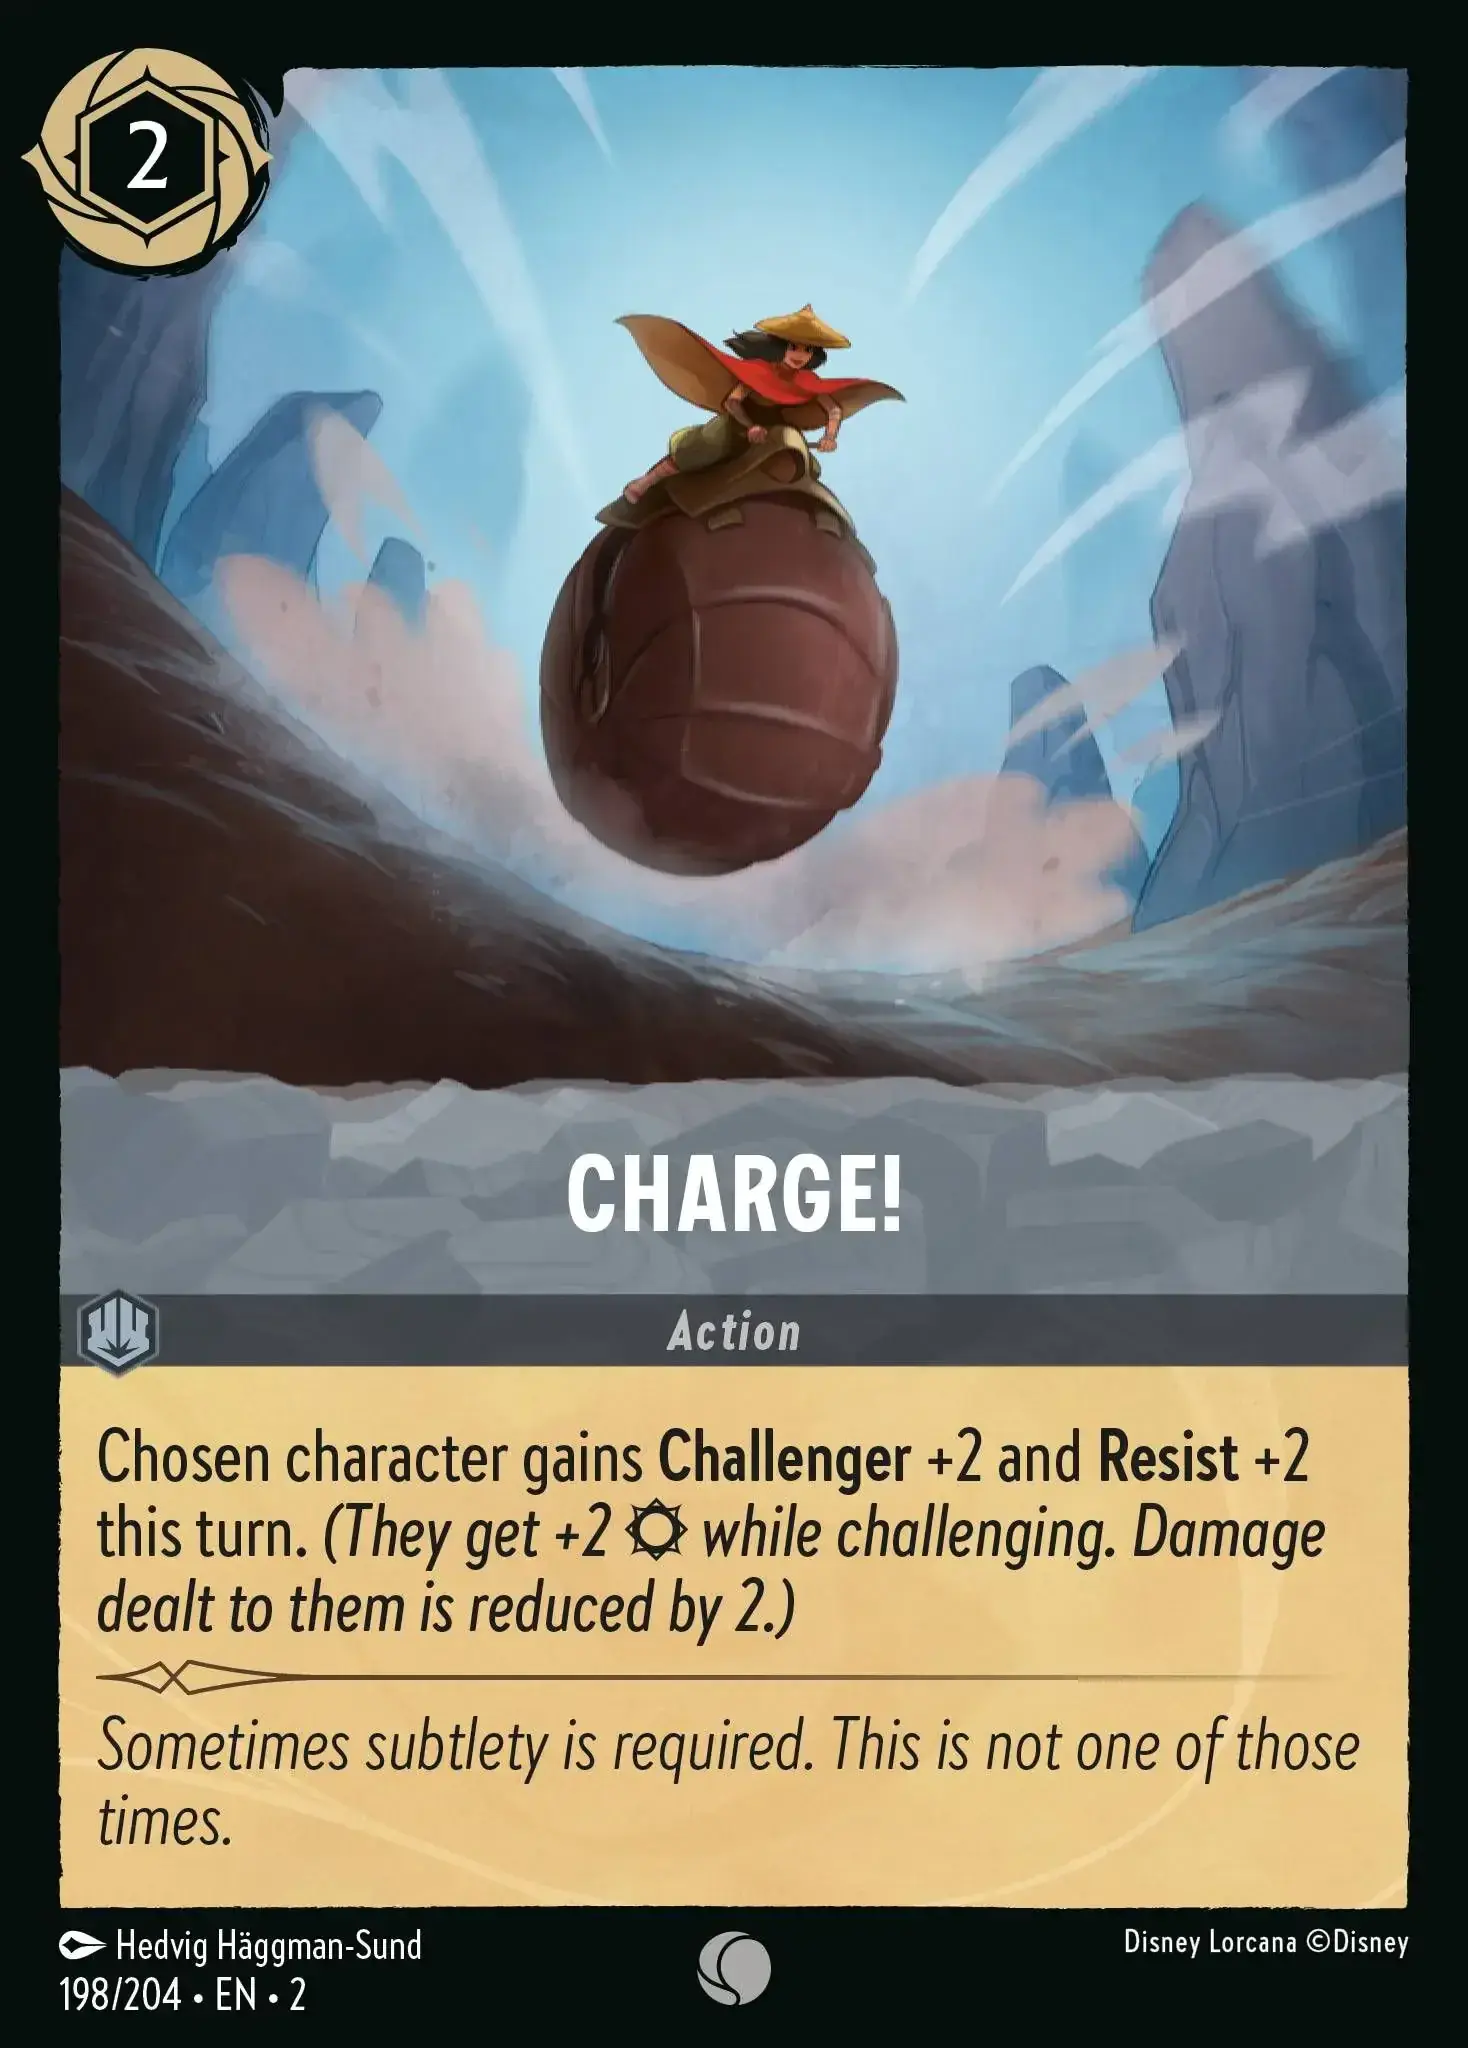 2
CHARGE!
Action
Chosen character gains Challenger +2 and Resist +2
this turn. (They get +2 while challenging. Damage
dealt to them is reduced by 2.)
Sometimes subtlety is required. This is not one of those
times.
Hedvig Häggman-Sund
Disney Lorcana ©Disney
198/204 • EN • 2